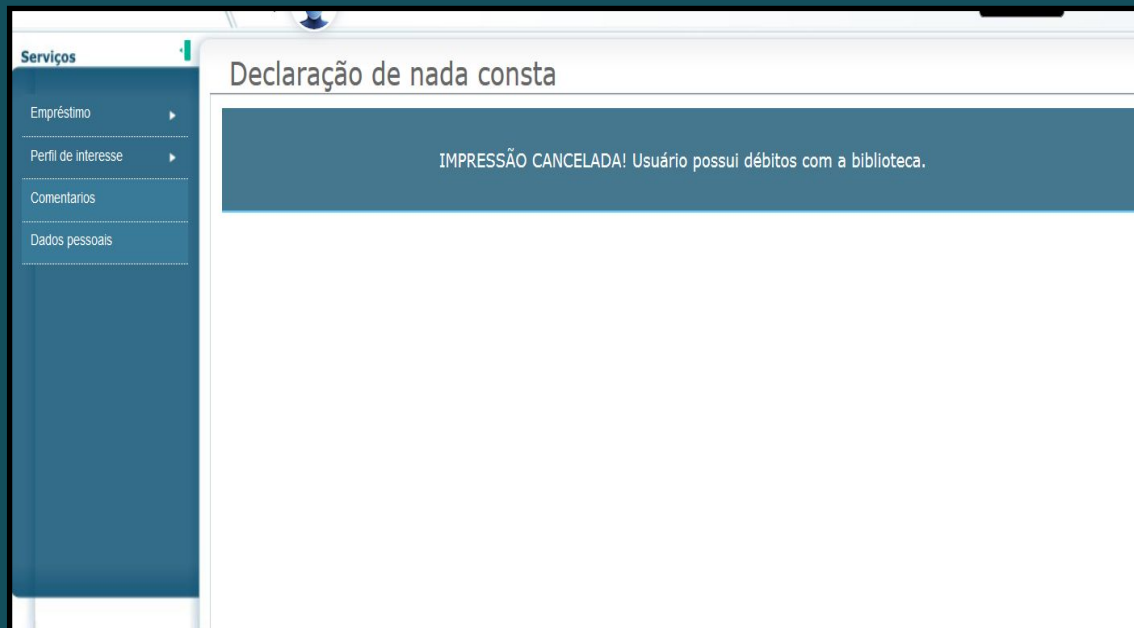 Serviços
Empréstimo
Perfil de interesse
Comentarios
Dados pessoais
Declaração de nada consta
IMPRESSÃO CANCELADA! Usuário possui débitos com a biblioteca.